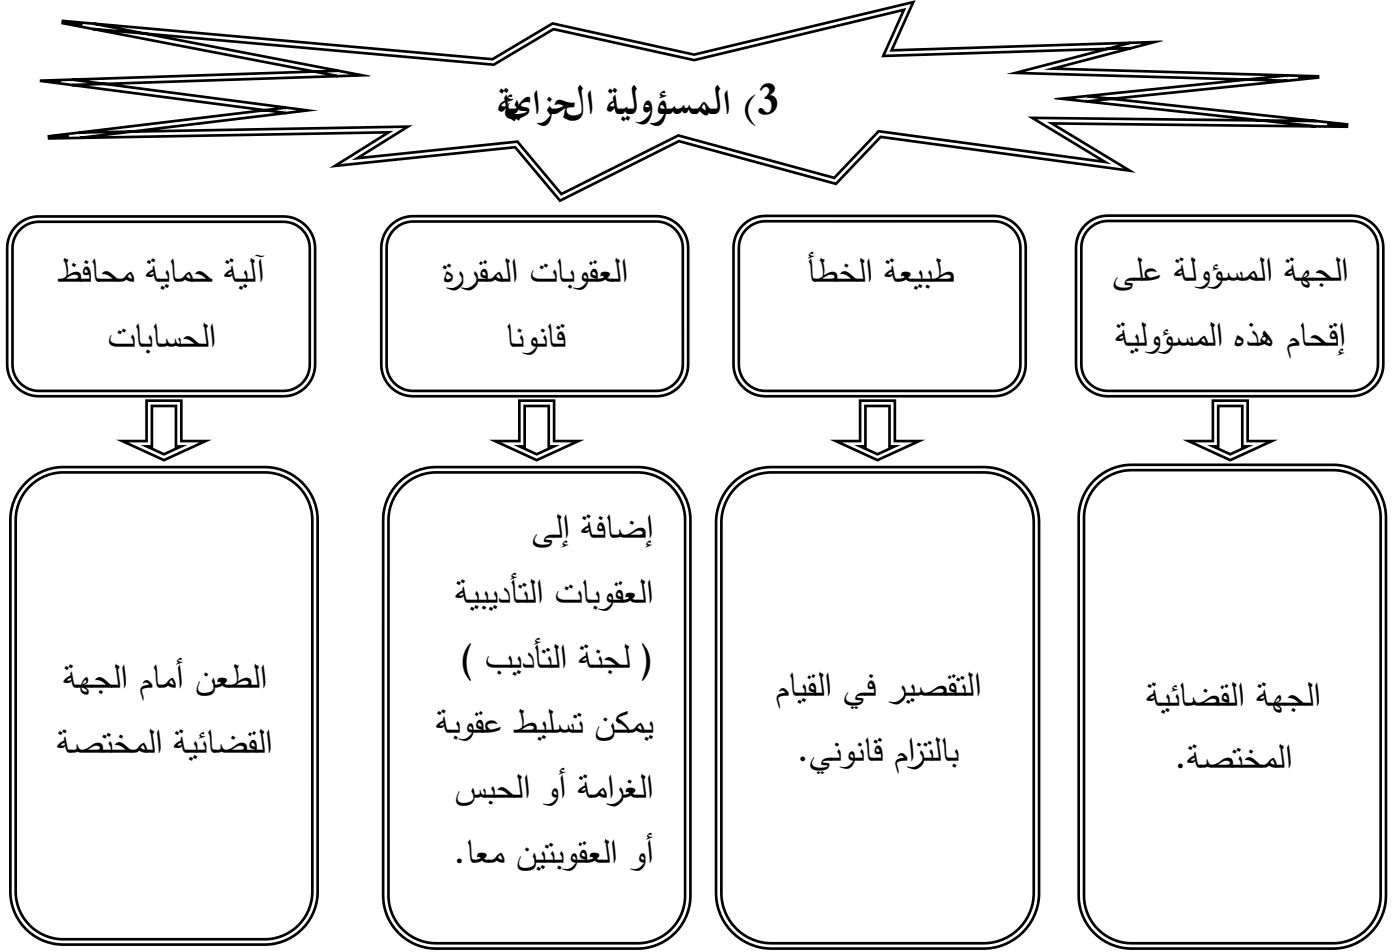 3) المسؤولية الجزائية
الجهة المسؤولة على
إقحام هذه المسؤولية
طبيعة الخطأ
العقوبات المقررة
قانونا
آلية حماية محافظ
الحسابات
الجهة القضائية
المختصة.
التقصير في القيام
بالتزام قانوني.
إضافة إلى
العقوبات التأديبية
( لجنة التأديب )
يمكن تسليط عقوبة
الغرامة أو الحبس
أو العقوبتين معا.
الطعن أمام الجهة
القضائية المختصة